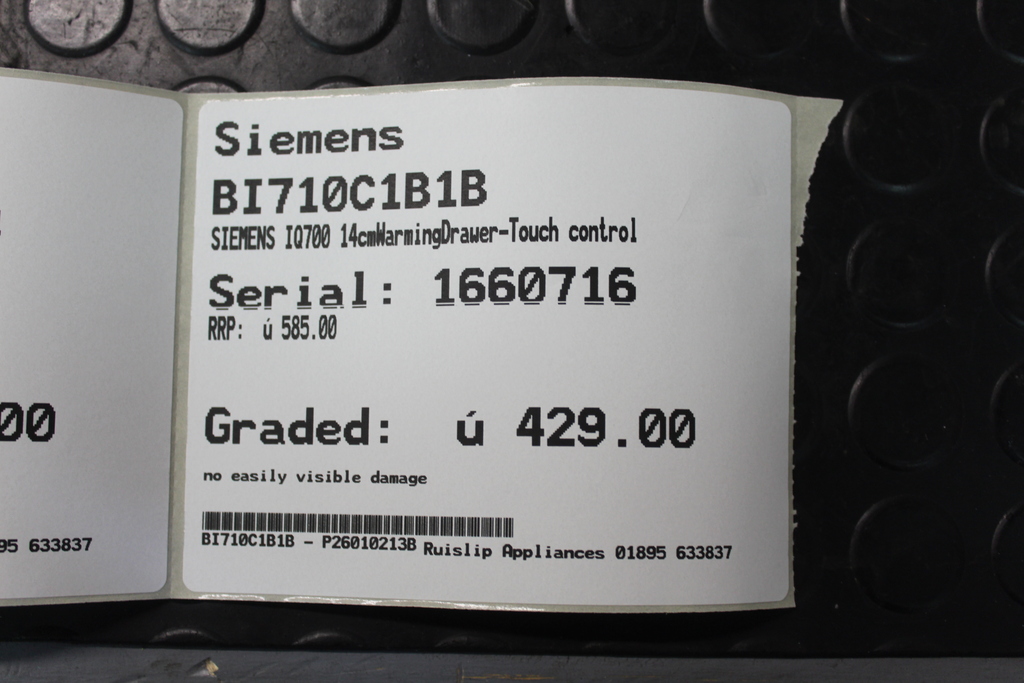 Siemens
BI710C1B1B
SIEMENS IQ700 14cmWarmingDrawer-Touch control
Serial: 1660716
RRP: ú 585.00
Graded: ú 429.00
no easily visible damage
BI710C1B1B - P26010213B Ruislip Appliances 01895 633837
00
95 633837